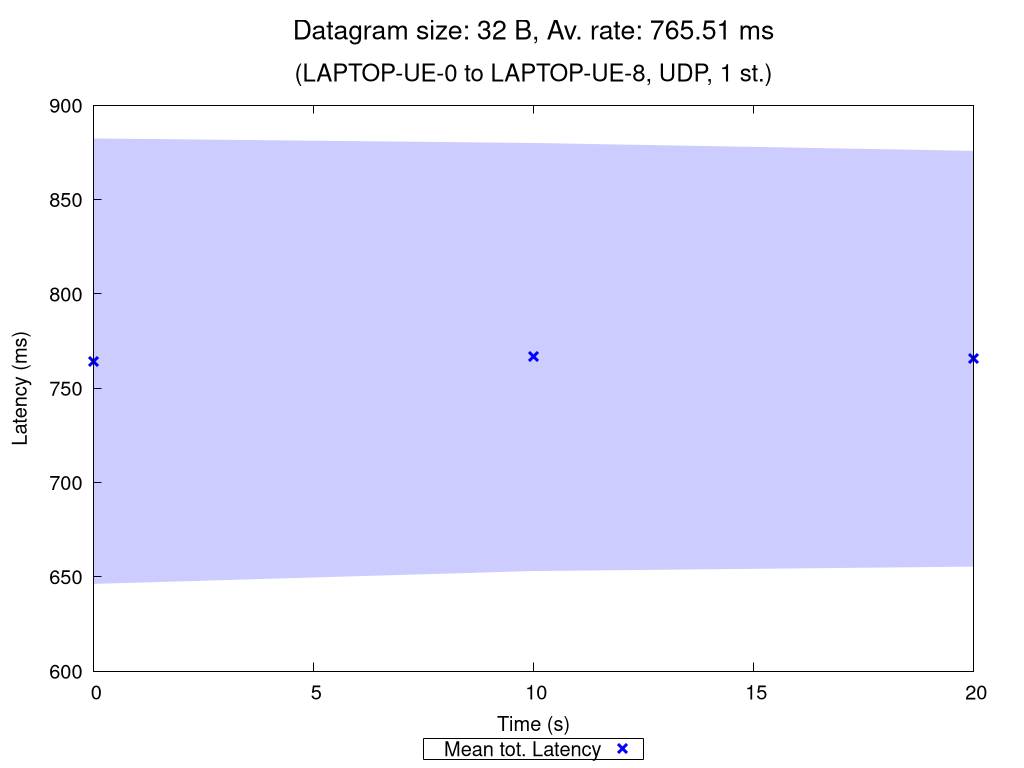 Datagram size: 32 B, Av. rate: 765.51 ms
(LAPTOP-UE-0 to LAPTOP-UE-8, UDP, 1 st.)
900
850
800
750
700
650
600
Latency (ms)
0 5 10 15 20
Time (s)
Mean tot. Latency